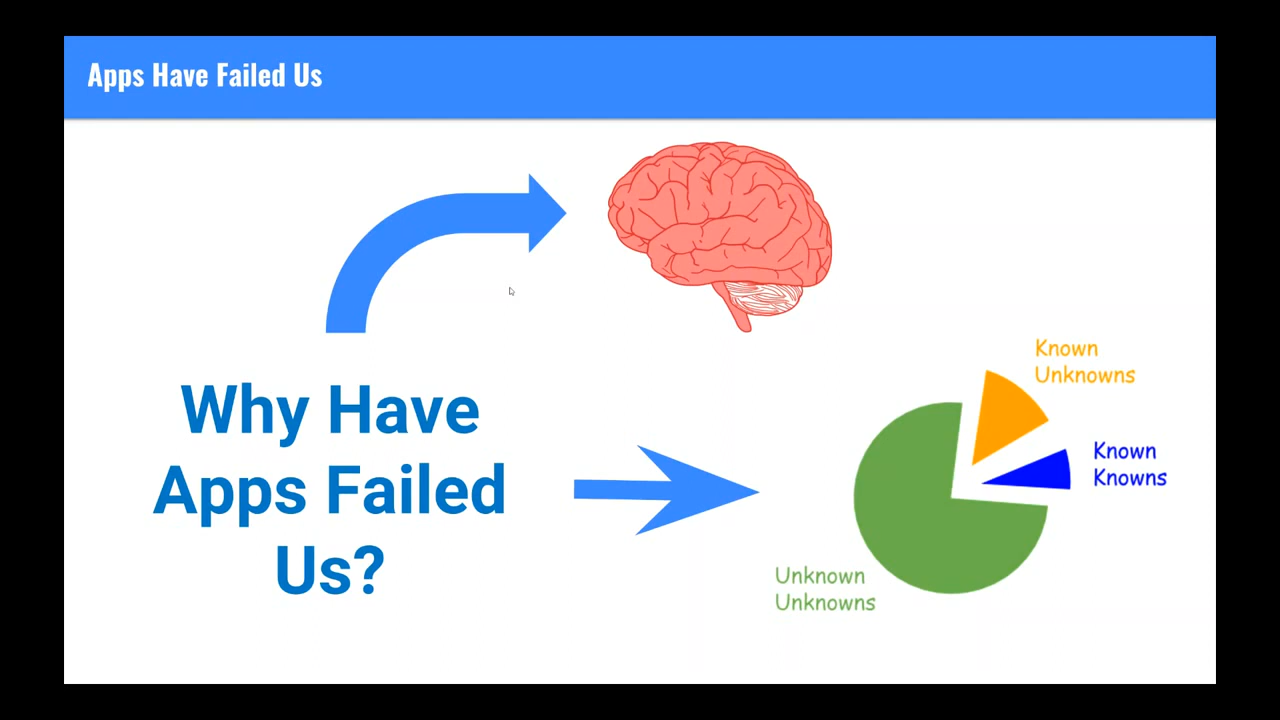 Apps Have Failed Us
Why Have
Apps Failed
Us?
Known
Unknowns
Known
Knowns
Unknown
Unknowns